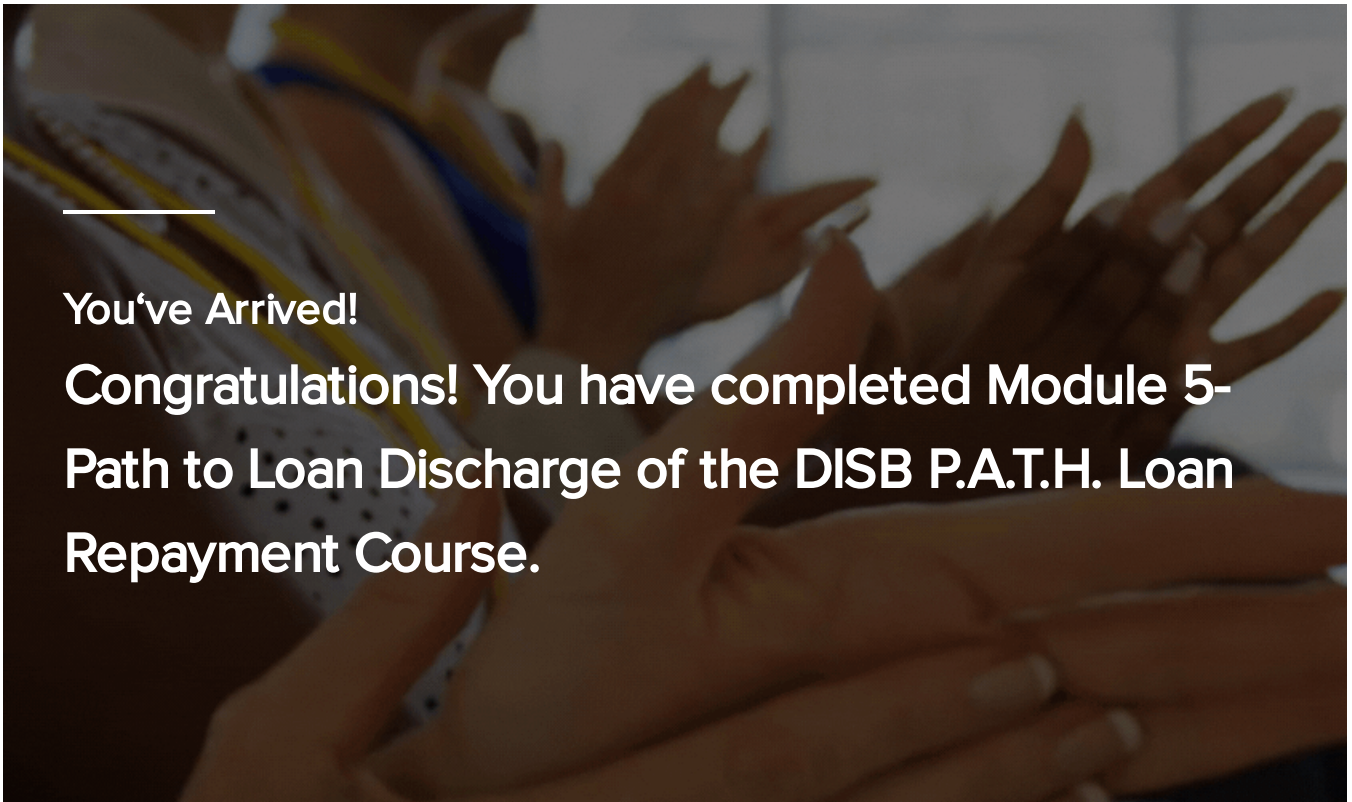 You‘ve Arrived!
Congratulations! You have completed Module 5-
Path to Loan Discharge of the DISB P.A.T.H. Loan
Repayment Course.